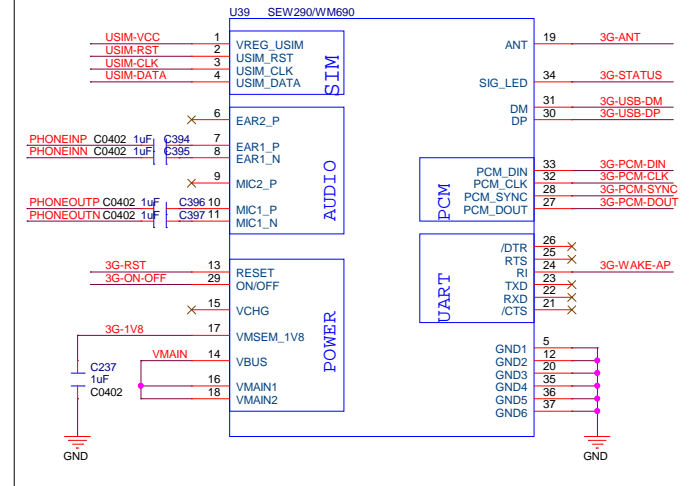 U39 SEW290/WM690
USIM-VCC 1 VREG_USIM
USIM-RST 2 USIM_RST
USIM-CLK 3 USIM_CLK
USIM-DATA 4 USIM_DATA
SIM
6 EAR2_P
PHONEINP C0402 1uF C394 7 EAR1_P
PHONEINN C0402 1uF C395 8 EAR1_N
9 MIC2_P
PHONEOUTP C0402 1uF C396 10 MIC1_P
PHONEOUTN C0402 1uF C397 11 MIC1_N
AUDIO
3G-RST 13 RESET
3G-ON-OFF 29 ON/OFF
15 VCHG
3G-1V8 17 VMSEM_1V8
VMAIN 14 VBUS
16 VMAIN1
18 VMAIN2
POWER
C237
1uF
C0402
GND
ANT 19 3G-ANT
SIG_LED 34 3G-STATUS
DM 31 3G-USB-DM
DP 30 3G-USB-DP
PCM
PCM_DIN 33 3G-PCM-DIN
PCM_CLK 32 3G-PCM-CLK
PCM_SYNC 28 3G-PCM-SYNC
PCM_DOUT 27 3G-PCM-DOUT
UART
/DTR 26
RTS 25
RI 24 3G-WAKE-AP
TXD 23
RXD 22
/CTS 21
GND1 5
GND2 12
GND3 20
GND4 35
GND5 36
GND6 37
GND